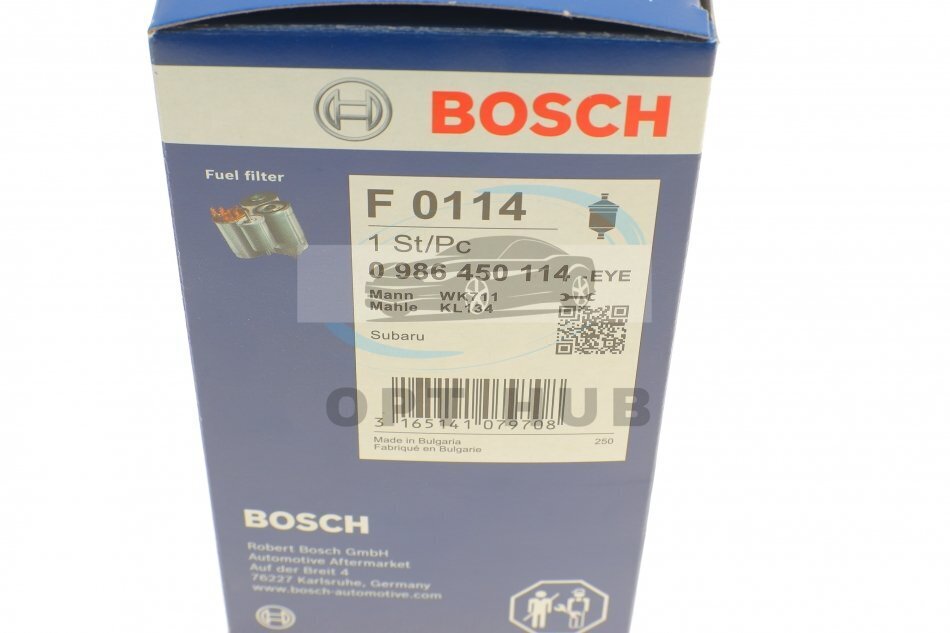 BOSCH
Fuel filter
F 0114
1 St/Pc
0 986 450 114 -EYE
Mann WK711
Mahle KL134
Subaru
OPT HUB
3 165141 079708
Made in Bulgaria 250
Fabriqué en Bulgarie
BOSCH
Robert Bosch GmbH
Automotive Aftermarket
Auf der Breit 4
76227 Karlsruhe, Germany
www.bosch-automotive.com